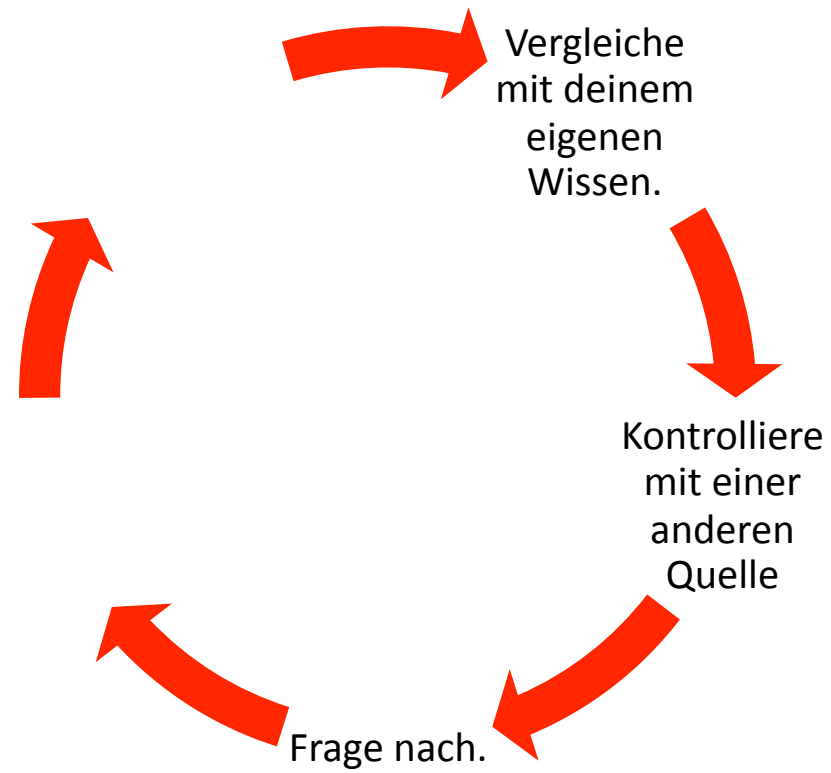 Vergleiche
mit deinem
eigenen
Wissen.
Kontrolliere
mit einer
anderen
Quelle
Frage nach.